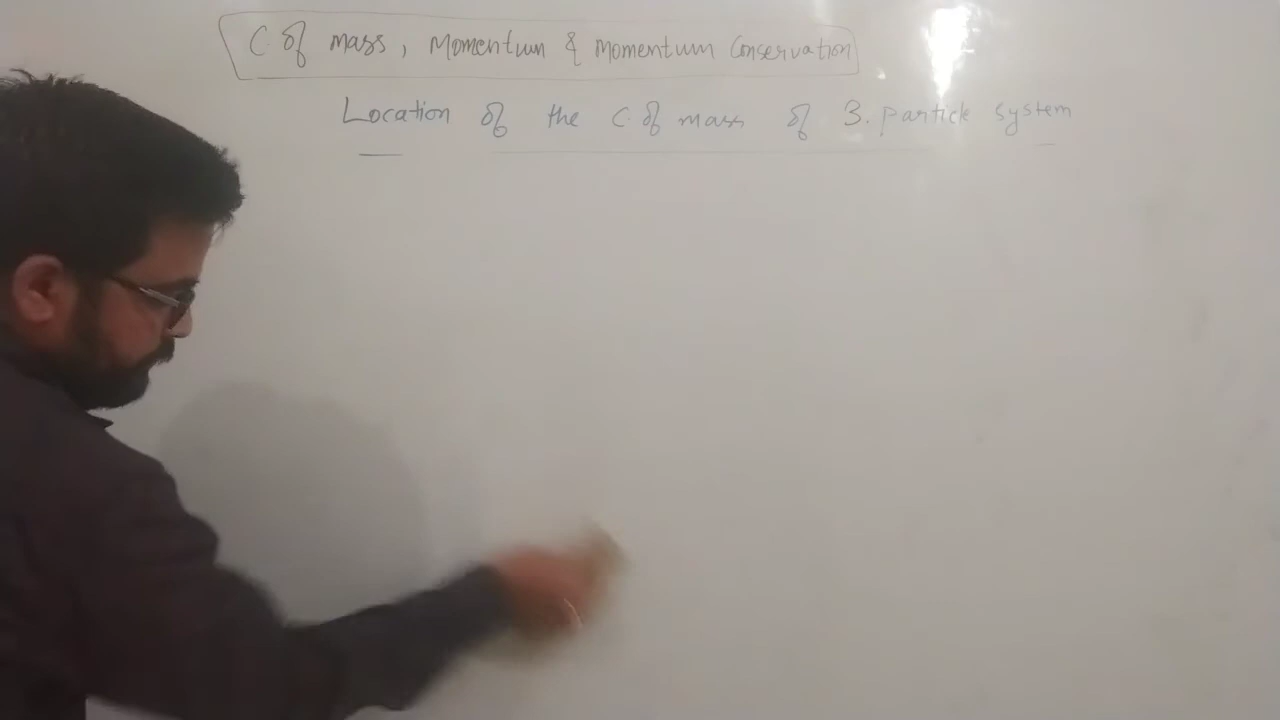 C. of mass, Momentum & Momentum Conservation
Location of the C. of mass of 3. particle system